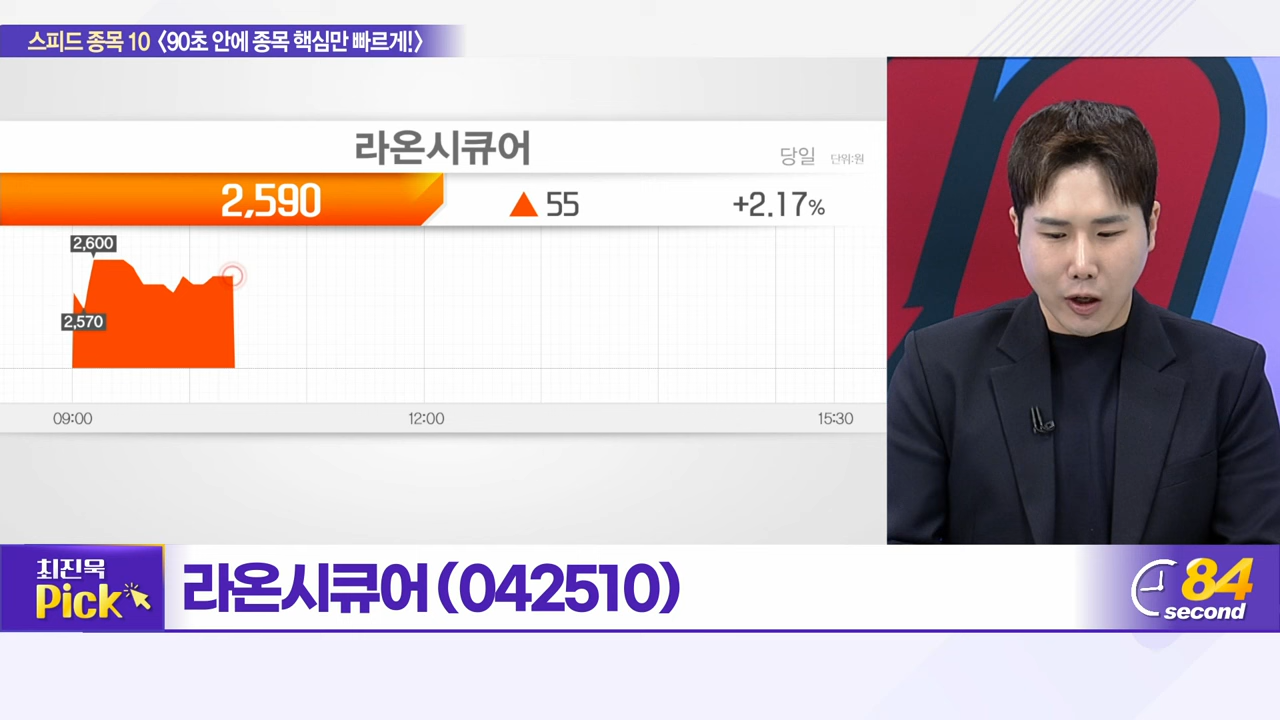 스피드 종목 10 〈90초 안에 종목 핵심만 빠르게!〉
라온시큐어
당일 단위:원
2,590 ▲ 55 +2.17%
2,600
2,570
09:00 12:00 15:30
최진욱
Pick
라온시큐어(042510)
84
second